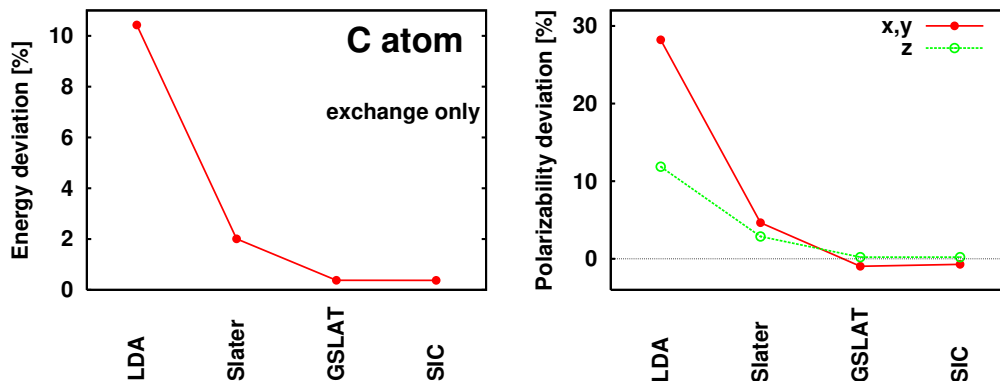 Energy deviation [%]
10
8
6
4
2
0
C atom
exchange only
LDA
Slater
GSLAT
SIC
Polarizability deviation [%]
30
20
10
0
x,y
z
LDA
Slater
GSLAT
SIC